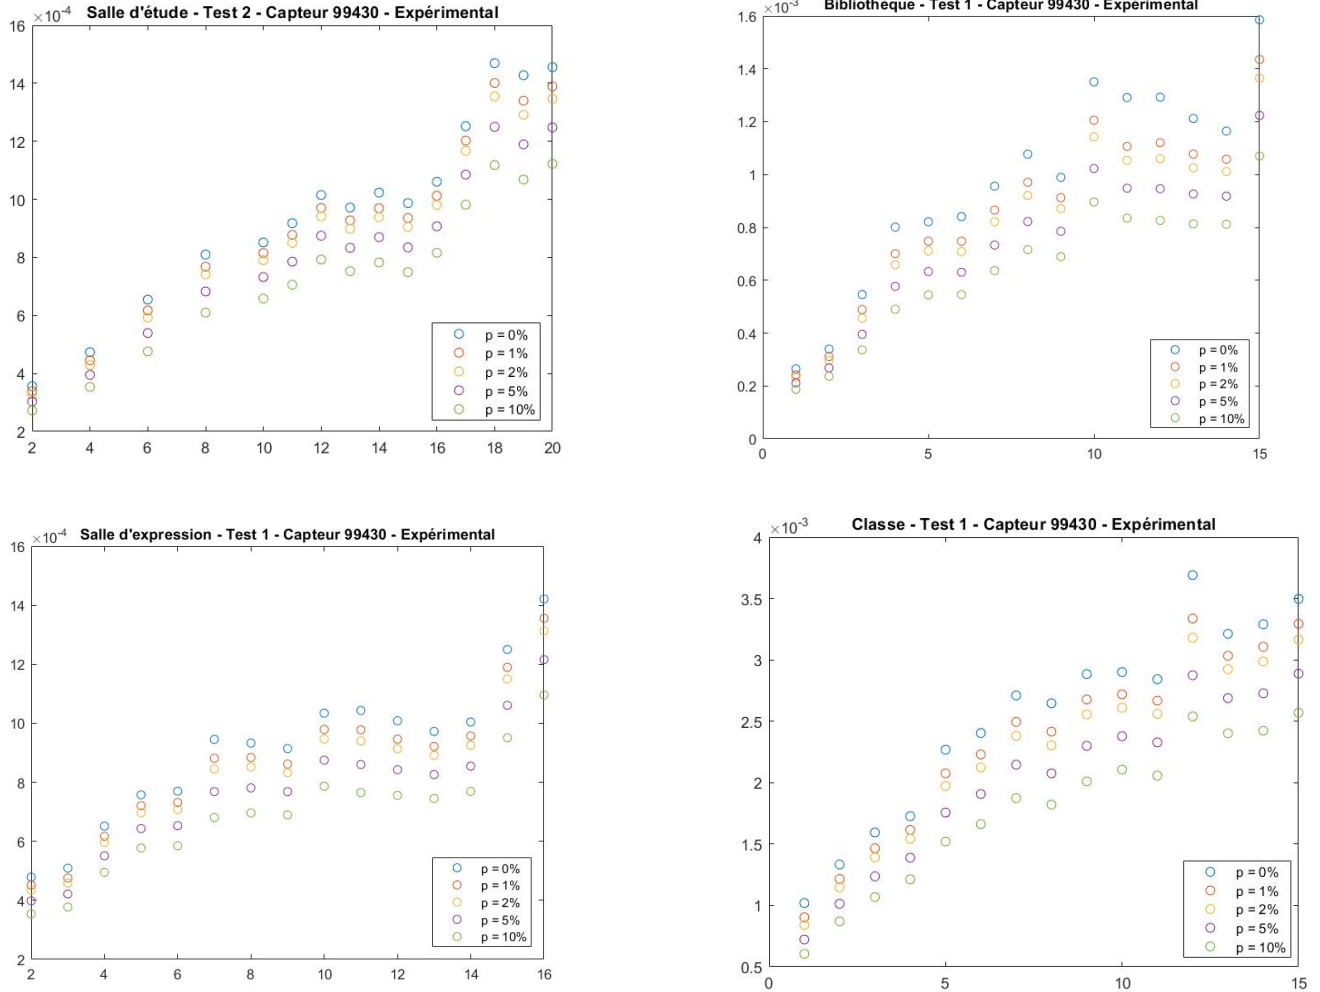 Salle d'étude - Test 2 - Capteur 99430 - Expérimental
16 ×10-4
14
12
10
8
6
4
2
2 4 6 8 10 12 14 16 18 20
p = 0%
p = 1%
p = 2%
p = 5%
p = 10%
Bibliothèque - Test 1 - Capteur 99430 - Expérimental
1.6 ×10-3
1.4
1.2
1
0.8
0.6
0.4
0.2
0
0 5 10 15
p = 0%
p = 1%
p = 2%
p = 5%
p = 10%
Salle d'expression - Test 1 - Capteur 99430 - Expérimental
16 ×10-4
14
12
10
8
6
4
2
2 4 6 8 10 12 14 16
p = 0%
p = 1%
p = 2%
p = 5%
p = 10%
Classe - Test 1 - Capteur 99430 - Expérimental
4 ×10-3
3.5
3
2.5
2
1.5
1
0.5
0 5 10 15
p = 0%
p = 1%
p = 2%
p = 5%
p = 10%